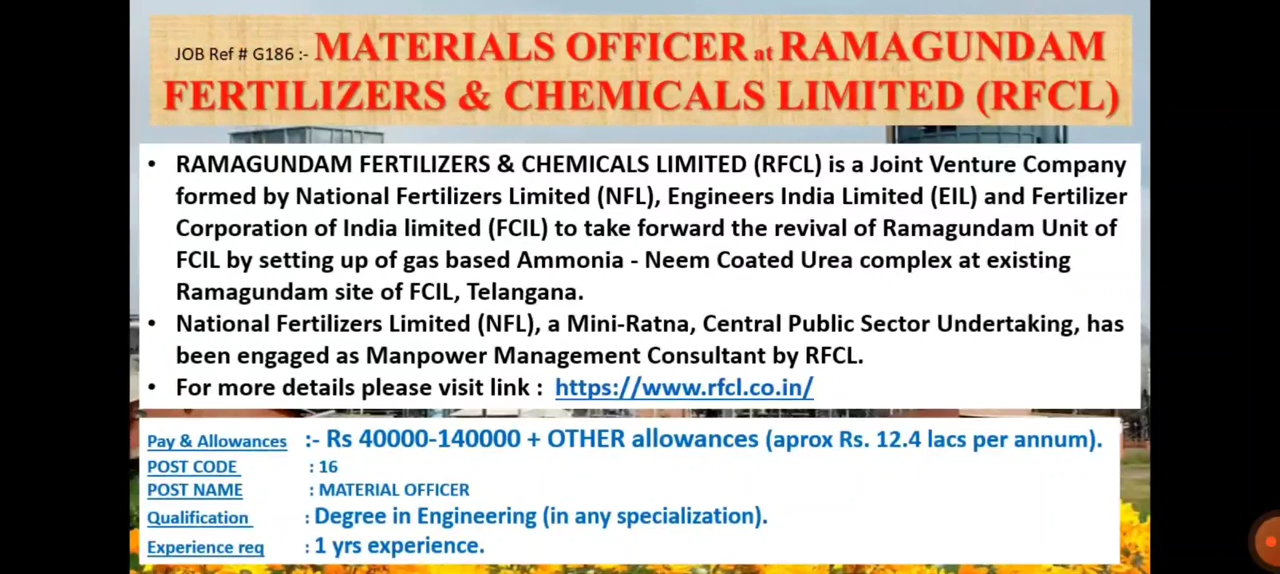 JOB Ref # G186 :- MATERIALS OFFICER at RAMAGUNDAM
FERTILIZERS & CHEMICALS LIMITED (RFCL)
• RAMAGUNDAM FERTILIZERS & CHEMICALS LIMITED (RFCL) is a Joint Venture Company
formed by National Fertilizers Limited (NFL), Engineers India Limited (EIL) and Fertilizer
Corporation of India limited (FCIL) to take forward the revival of Ramagundam Unit of
FCIL by setting up of gas based Ammonia - Neem Coated Urea complex at existing
Ramagundam site of FCIL, Telangana.
• National Fertilizers Limited (NFL), a Mini-Ratna, Central Public Sector Undertaking, has
been engaged as Manpower Management Consultant by RFCL.
• For more details please visit link : https://www.rfcl.co.in/
Pay & Allowances :- Rs 40000-140000 + OTHER allowances (aprox Rs. 12.4 lacs per annum).
POST CODE : 16
POST NAME : MATERIAL OFFICER
Qualification : Degree in Engineering (in any specialization).
Experience req : 1 yrs experience.